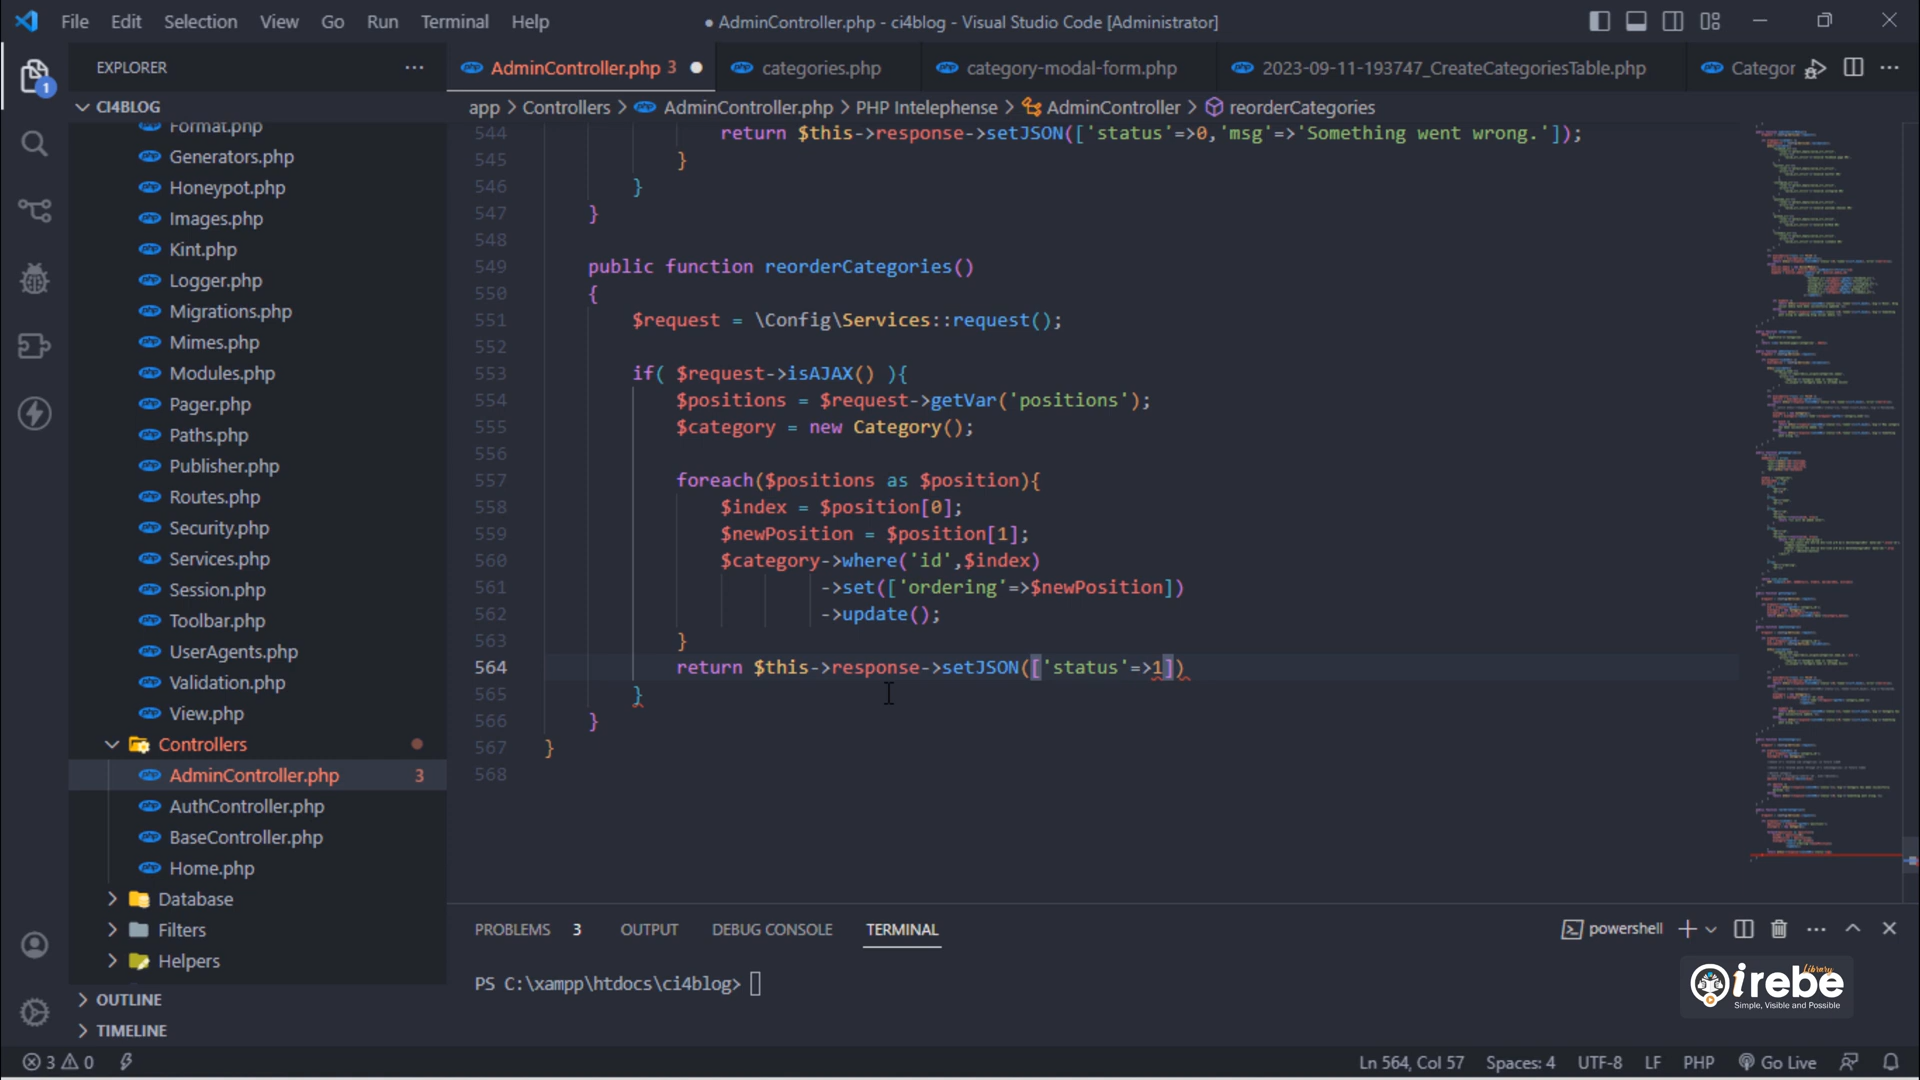 File Edit Selection View Go Run Terminal Help
● AdminController.php - ci4blog - Visual Studio Code [Administrator]
EXPLORER
AdminController.php 3
categories.php
category-modal-form.php
2023-09-11-193747_CreateCategoriesTable.php
Categor
CI4BLOG
app > Controllers > AdminController.php > PHP Intelephense > AdminController > reorderCategories
Format.php
Generators.php
Honeypot.php
Images.php
Kint.php
Logger.php
Migrations.php
Mimes.php
Modules.php
Pager.php
Paths.php
Publisher.php
Routes.php
Security.php
Services.php
Session.php
Toolbar.php
UserAgents.php
Validation.php
View.php
Controllers
AdminController.php 3
AuthController.php
BaseController.php
Home.php
Database
Filters
Helpers
OUTLINE
TIMELINE
544 return $this->response->setJSON(['status'=>0,'msg'=>'Something went wrong.']);
545 }
546 }
547 }
548
549 public function reorderCategories()
550 {
551 $request = \Config\Services::request();
552
553 if( $request->isAJAX() ){
554 $positions = $request->getVar('positions');
555 $category = new Category();
556
557 foreach($positions as $position){
558 $index = $position[0];
559 $newPosition = $position[1];
560 $category->where('id',$index)
561 ->set(['ordering'=>$newPosition])
562 ->update();
563 }
564 return $this->response->setJSON(['status'=>1])
565 }
566 }
567 }
568
PROBLEMS 3 OUTPUT DEBUG CONSOLE TERMINAL
powershell
PS C:\xampp\htdocs\ci4blog>
irebe
Library
Simple, Visible and Possible
1
3 0
Ln 564, Col 57 Spaces: 4 UTF-8 LF PHP Go Live